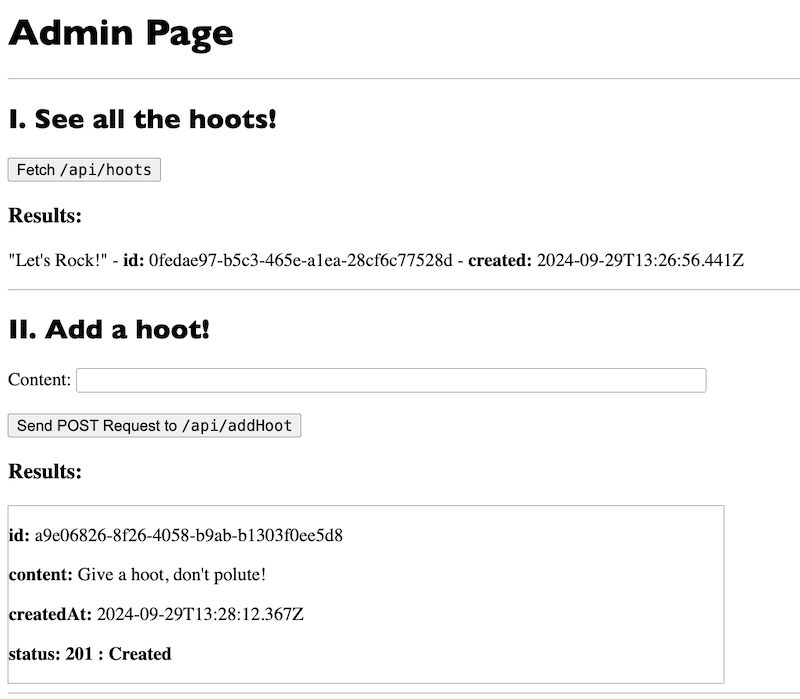 Admin Page
I. See all the hoots!
Fetch /api/hoots
Results:
"Let's Rock!" - id: 0fedae97-b5c3-465e-a1ea-28cf6c77528d - created: 2024-09-29T13:26:56.441Z
II. Add a hoot!
Content:
Send POST Request to /api/addHoot
Results:
id: a9e06826-8f26-4058-b9ab-b1303f0ee5d8
content: Give a hoot, don't polute!
createdAt: 2024-09-29T13:28:12.367Z
status: 201 : Created